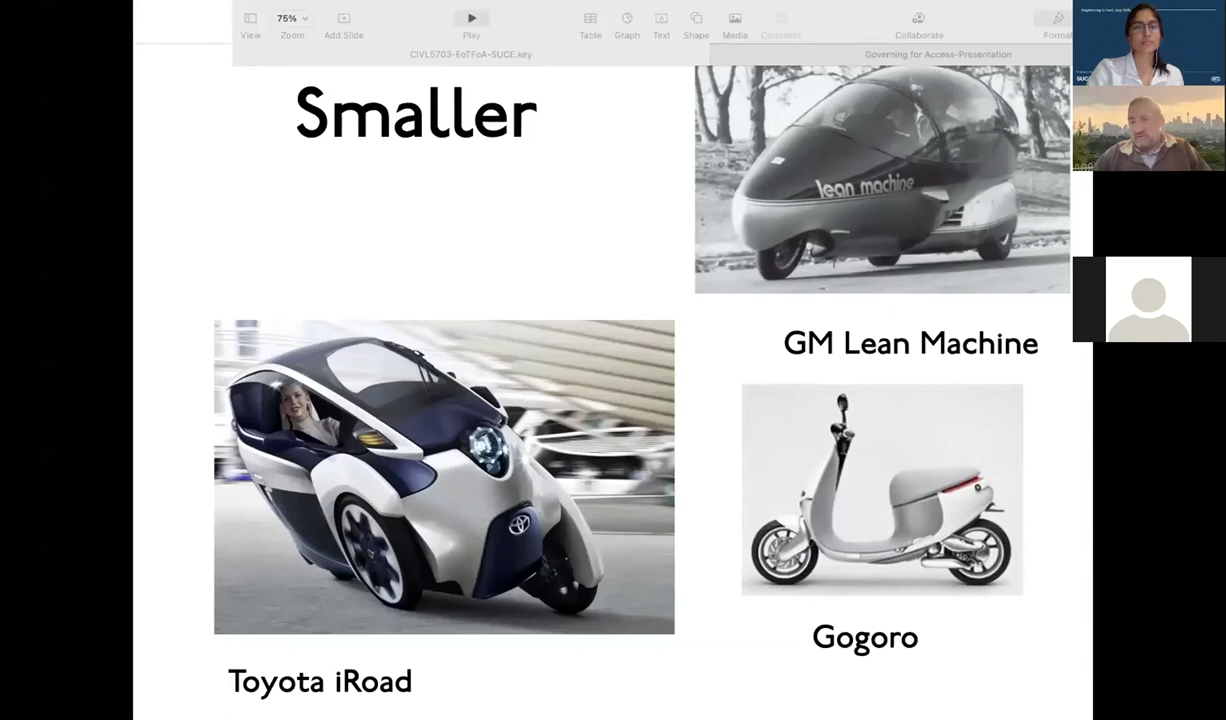 75%
View
Zoom
Add Slide
Play
Table
Graph
Text
Shape
Media
Comment
Collaborate
Format
CIVL5703-EoTFoA-SUCE.key
Governing for Access-Presentation
Smaller
lean machine
GM Lean Machine
Toyota iRoad
Gogoro